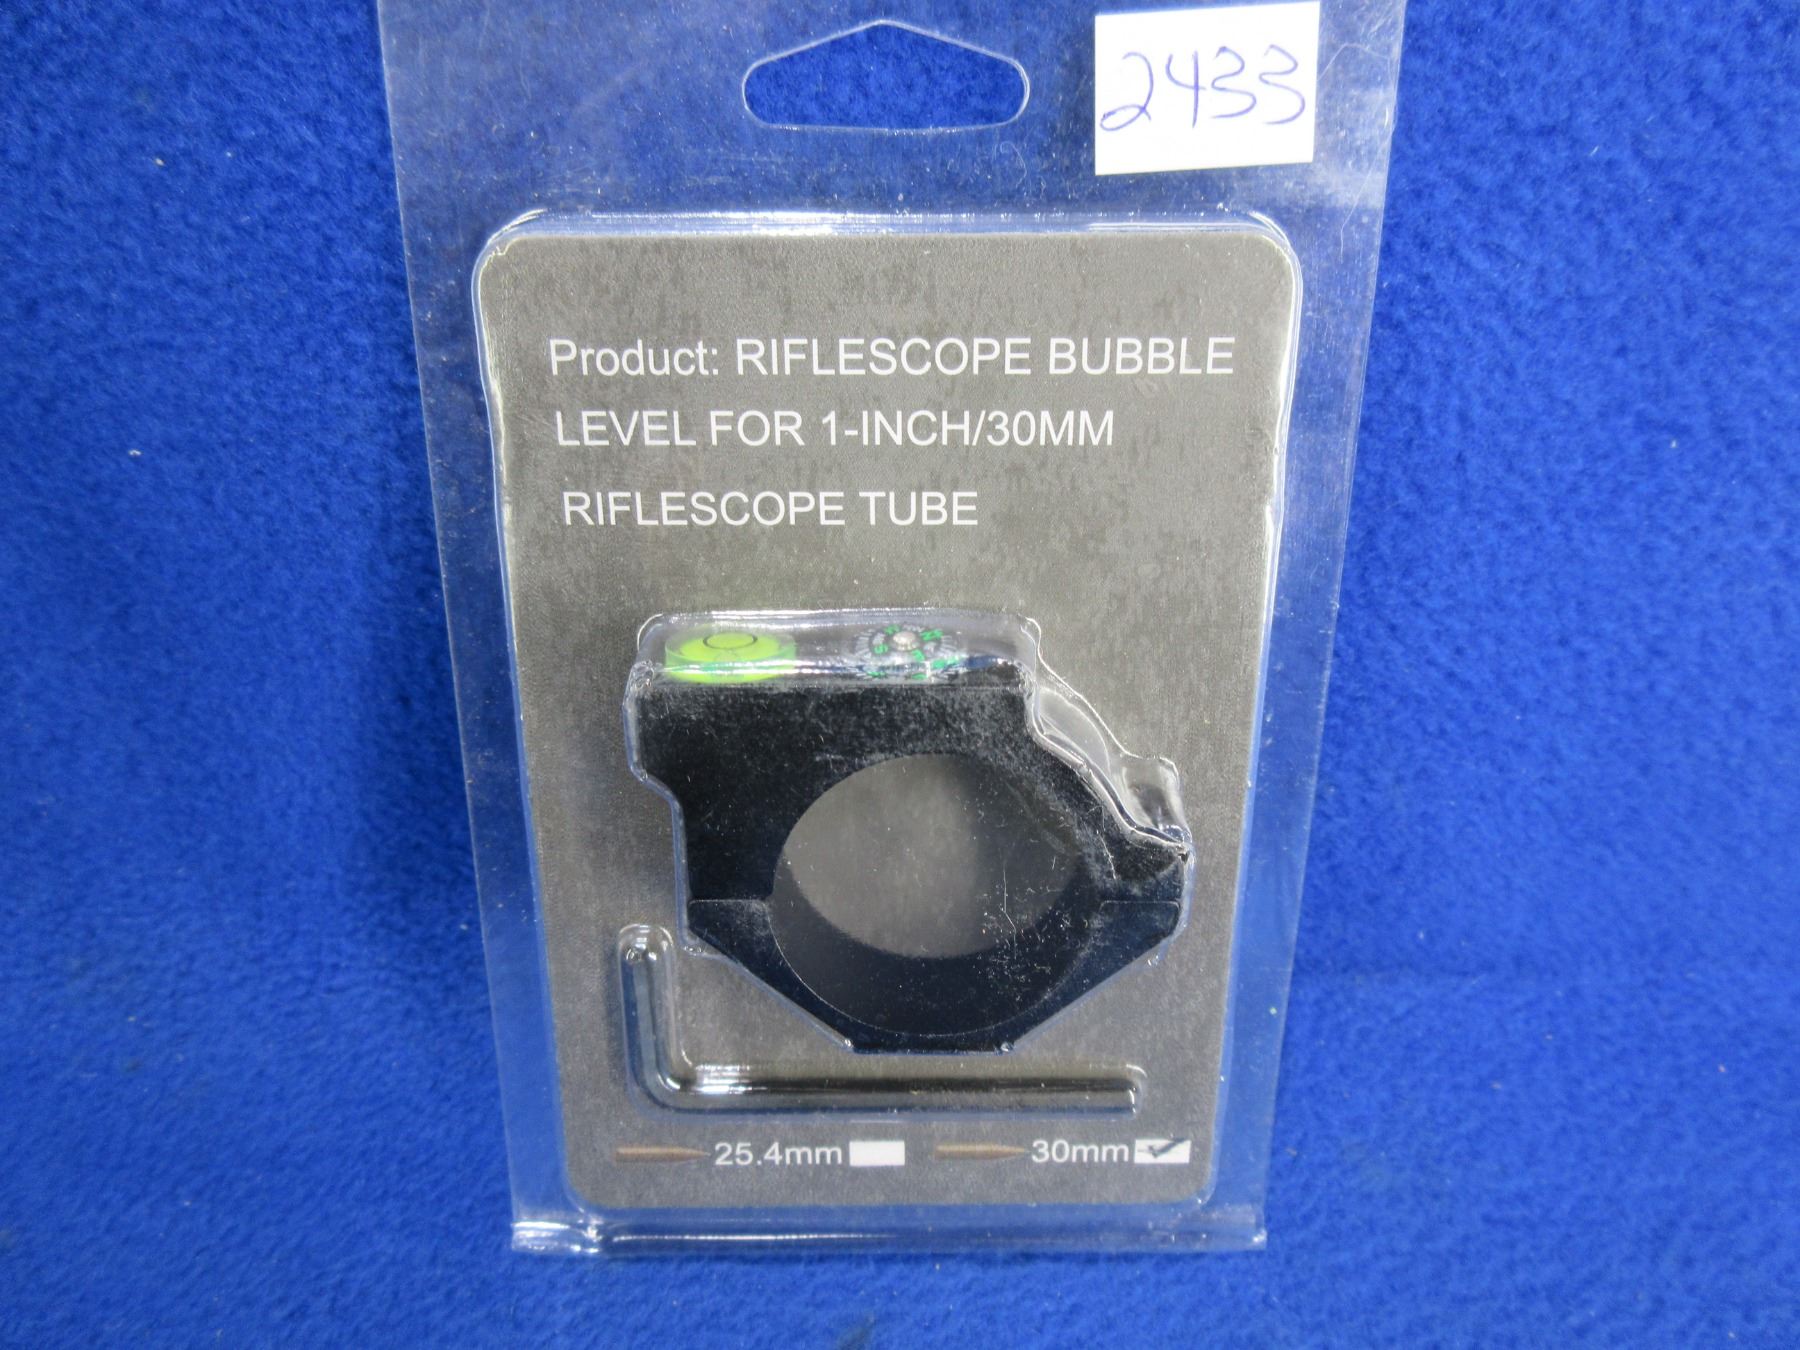 2433
Product: RIFLESCOPE BUBBLE
LEVEL FOR 1-INCH/30MM
RIFLESCOPE TUBE
25.4mm 30mm